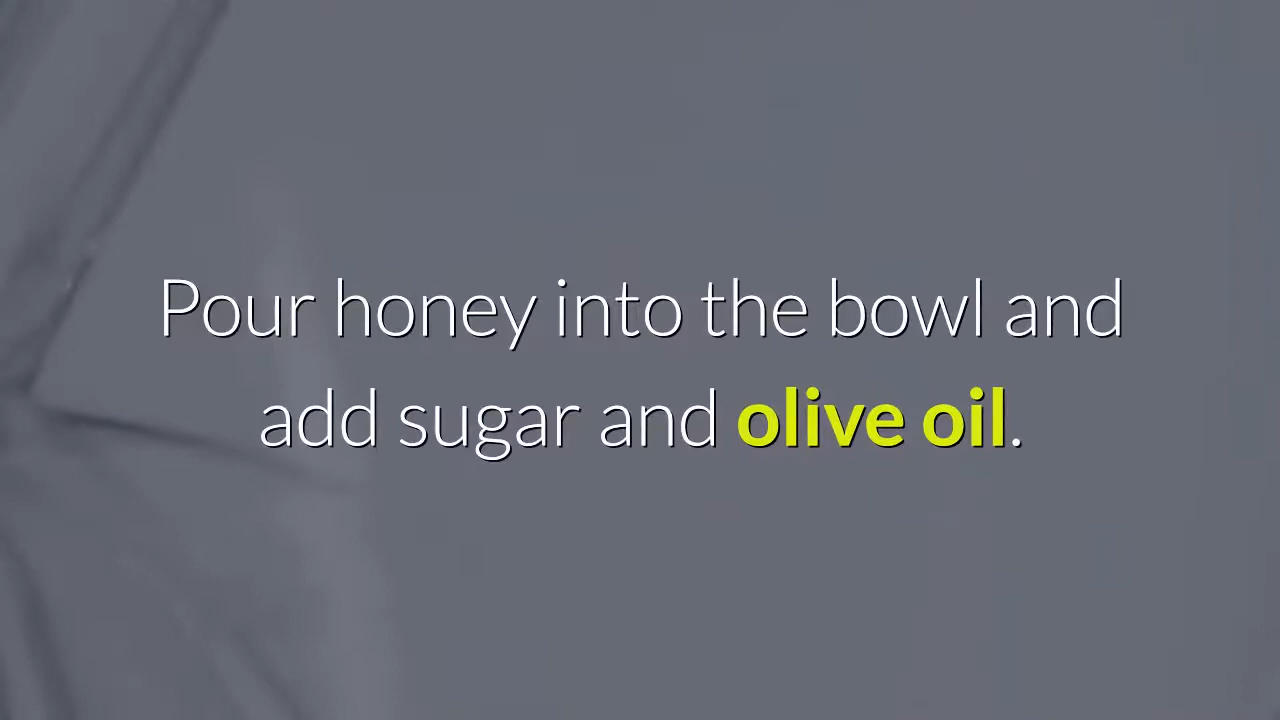 Pour honey into the bowl and
add sugar and olive oil.